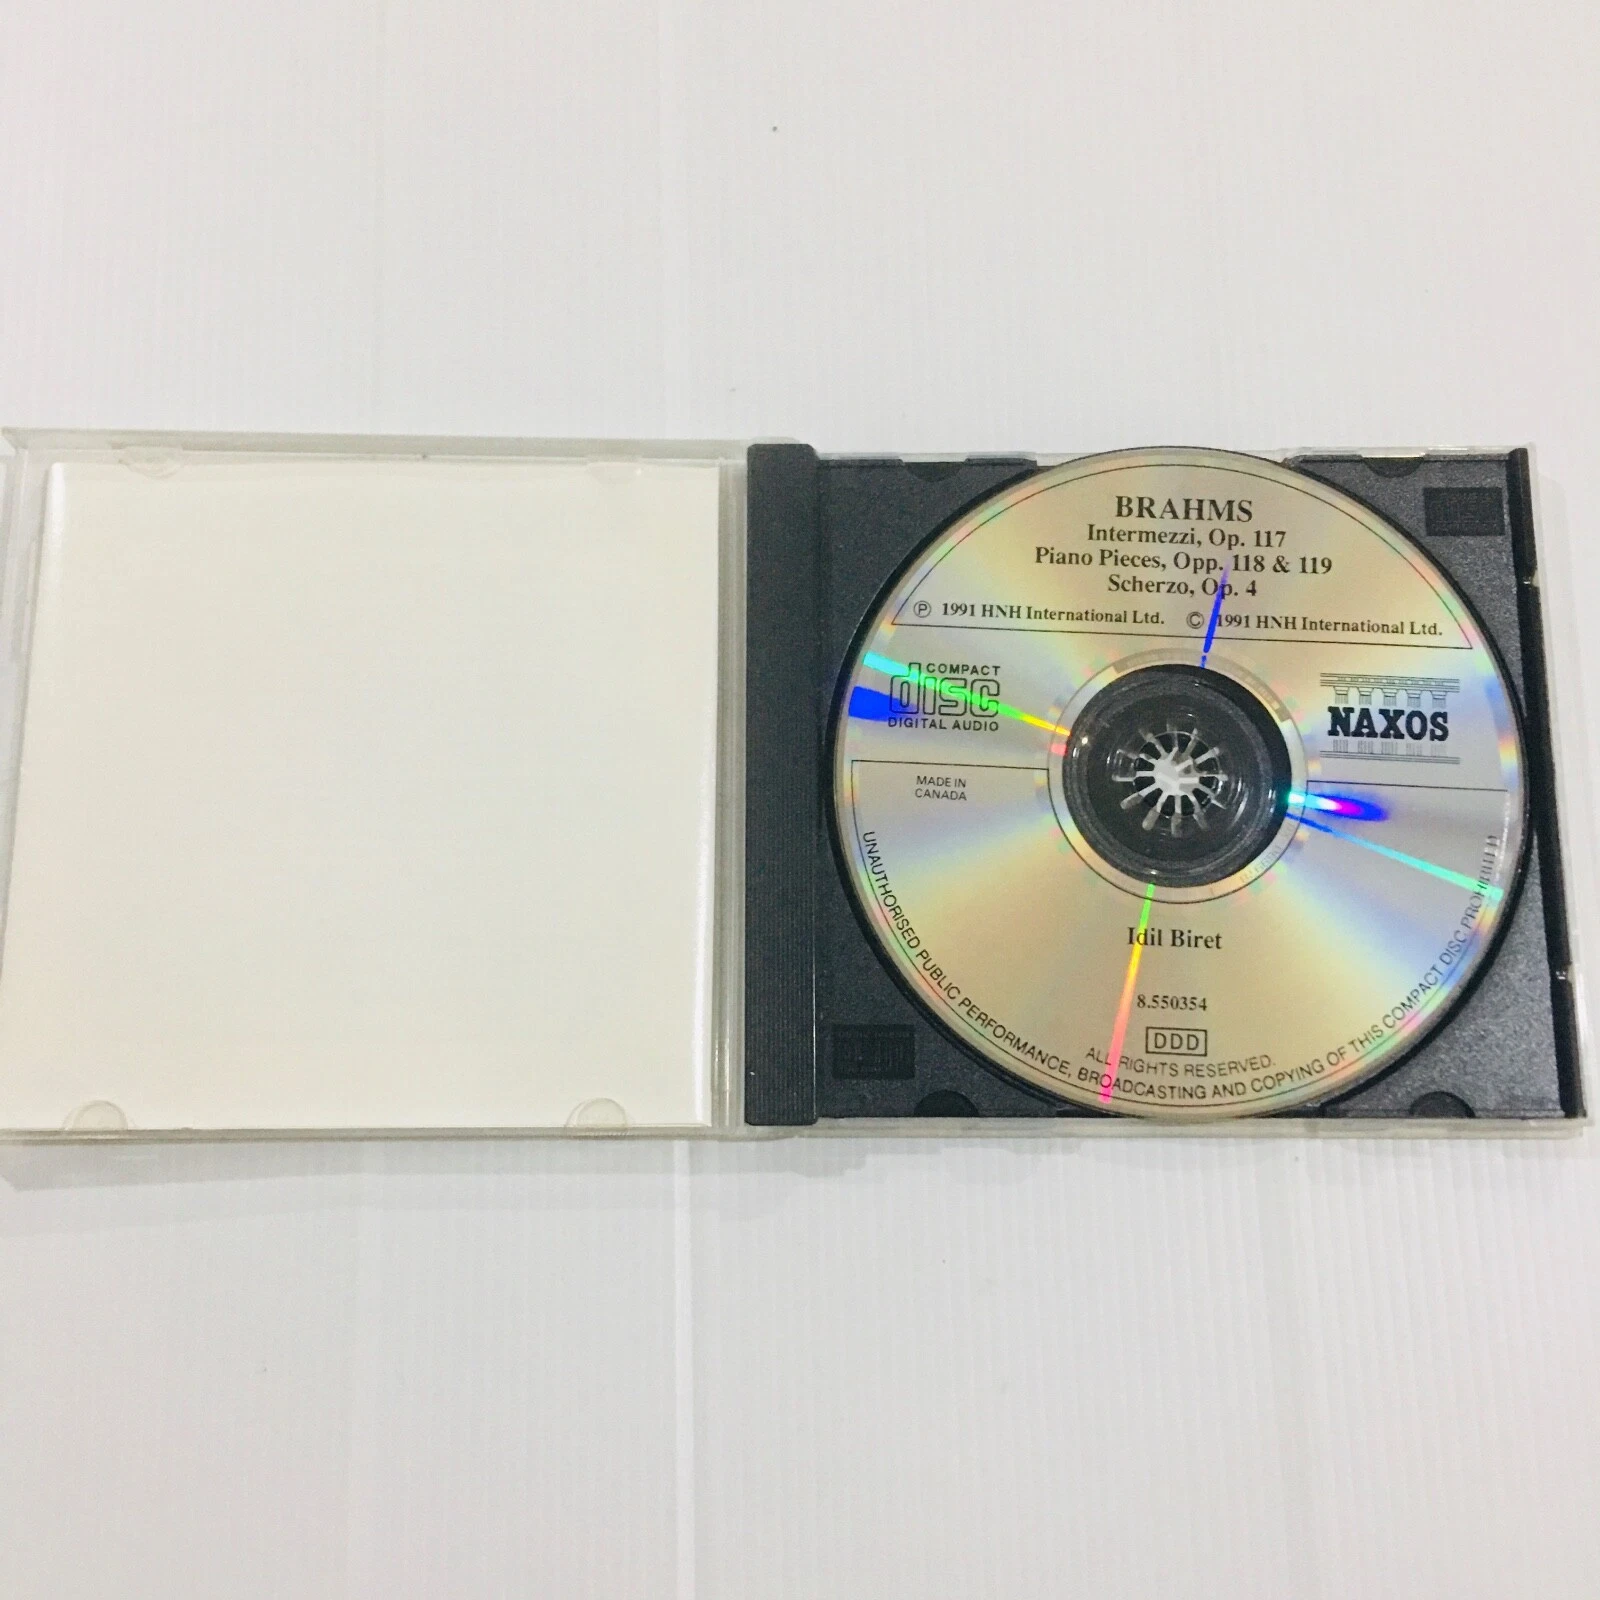 BRAHMS
Intermezzi, Op. 117
Piano Pieces, Opp. 118 & 119
Scherzo, Op. 4
Ⓟ 1991 HNH International Ltd. © 1991 HNH International Ltd.
COMPACT
disc
DIGITAL AUDIO
NAXOS
MADE IN
CANADA
Idil Biret
8.550354
DDD
ALL RIGHTS RESERVED.
UNAUTHORISED PUBLIC PERFORMANCE, BROADCASTING AND COPYING OF THIS COMPACT DISC PROHIBITED